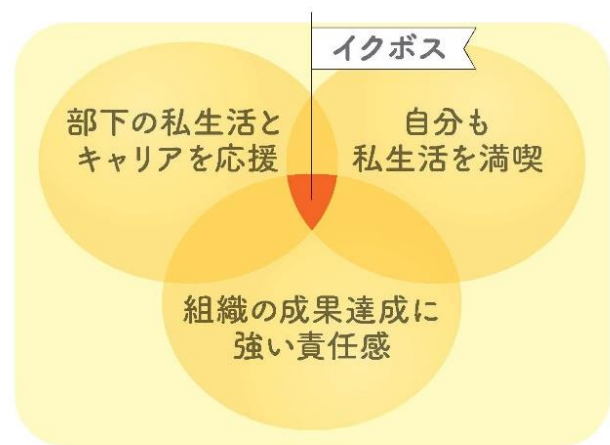 イクボス
部下の私生活と
キャリアを応援
自分も
私生活を満喫
組織の成果達成に
強い責任感